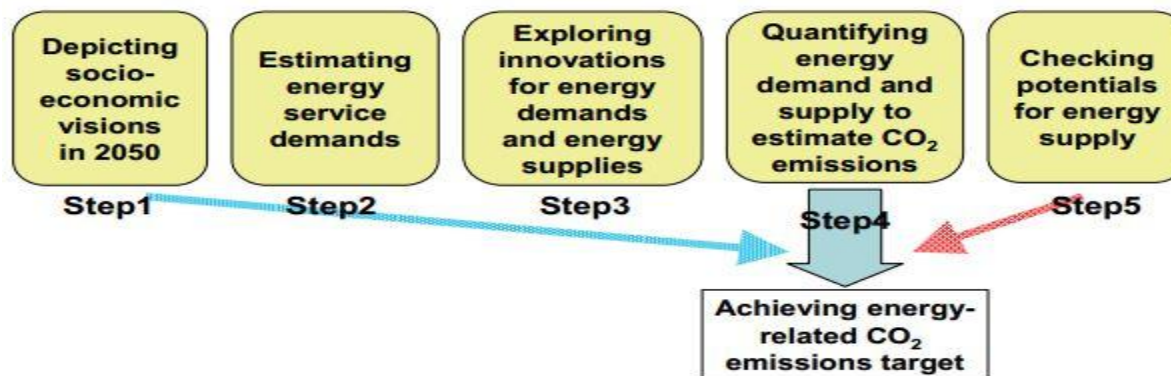 Depicting
socio-
economic
visions
in 2050
Step1
Estimating
energy
service
demands
Step2
Exploring
innovations
for energy
demands
and energy
supplies
Step3
Quantifying
energy
demand and
supply to
estimate CO₂
emissions
Step4
Checking
potentials
for energy
supply
Step5
Achieving energy-
related CO₂
emissions target